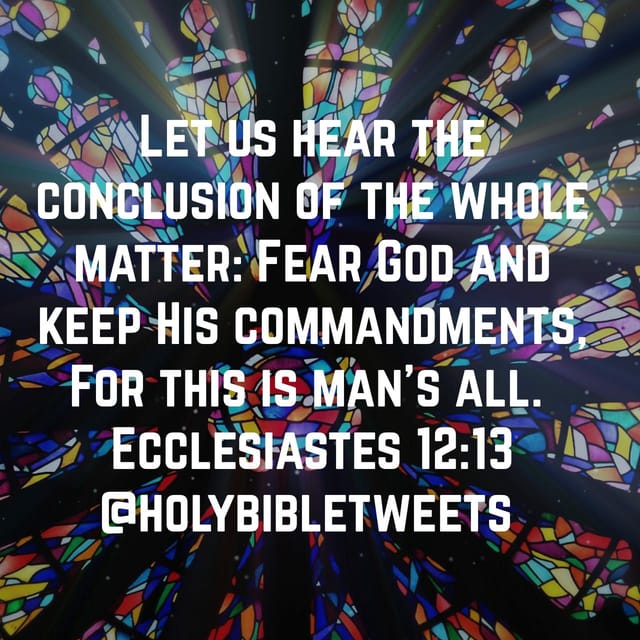 Let us hear the
conclusion of the whole
matter: Fear God and
keep His commandments,
For this is man's all.
Ecclesiastes 12:13
@holybibletweets